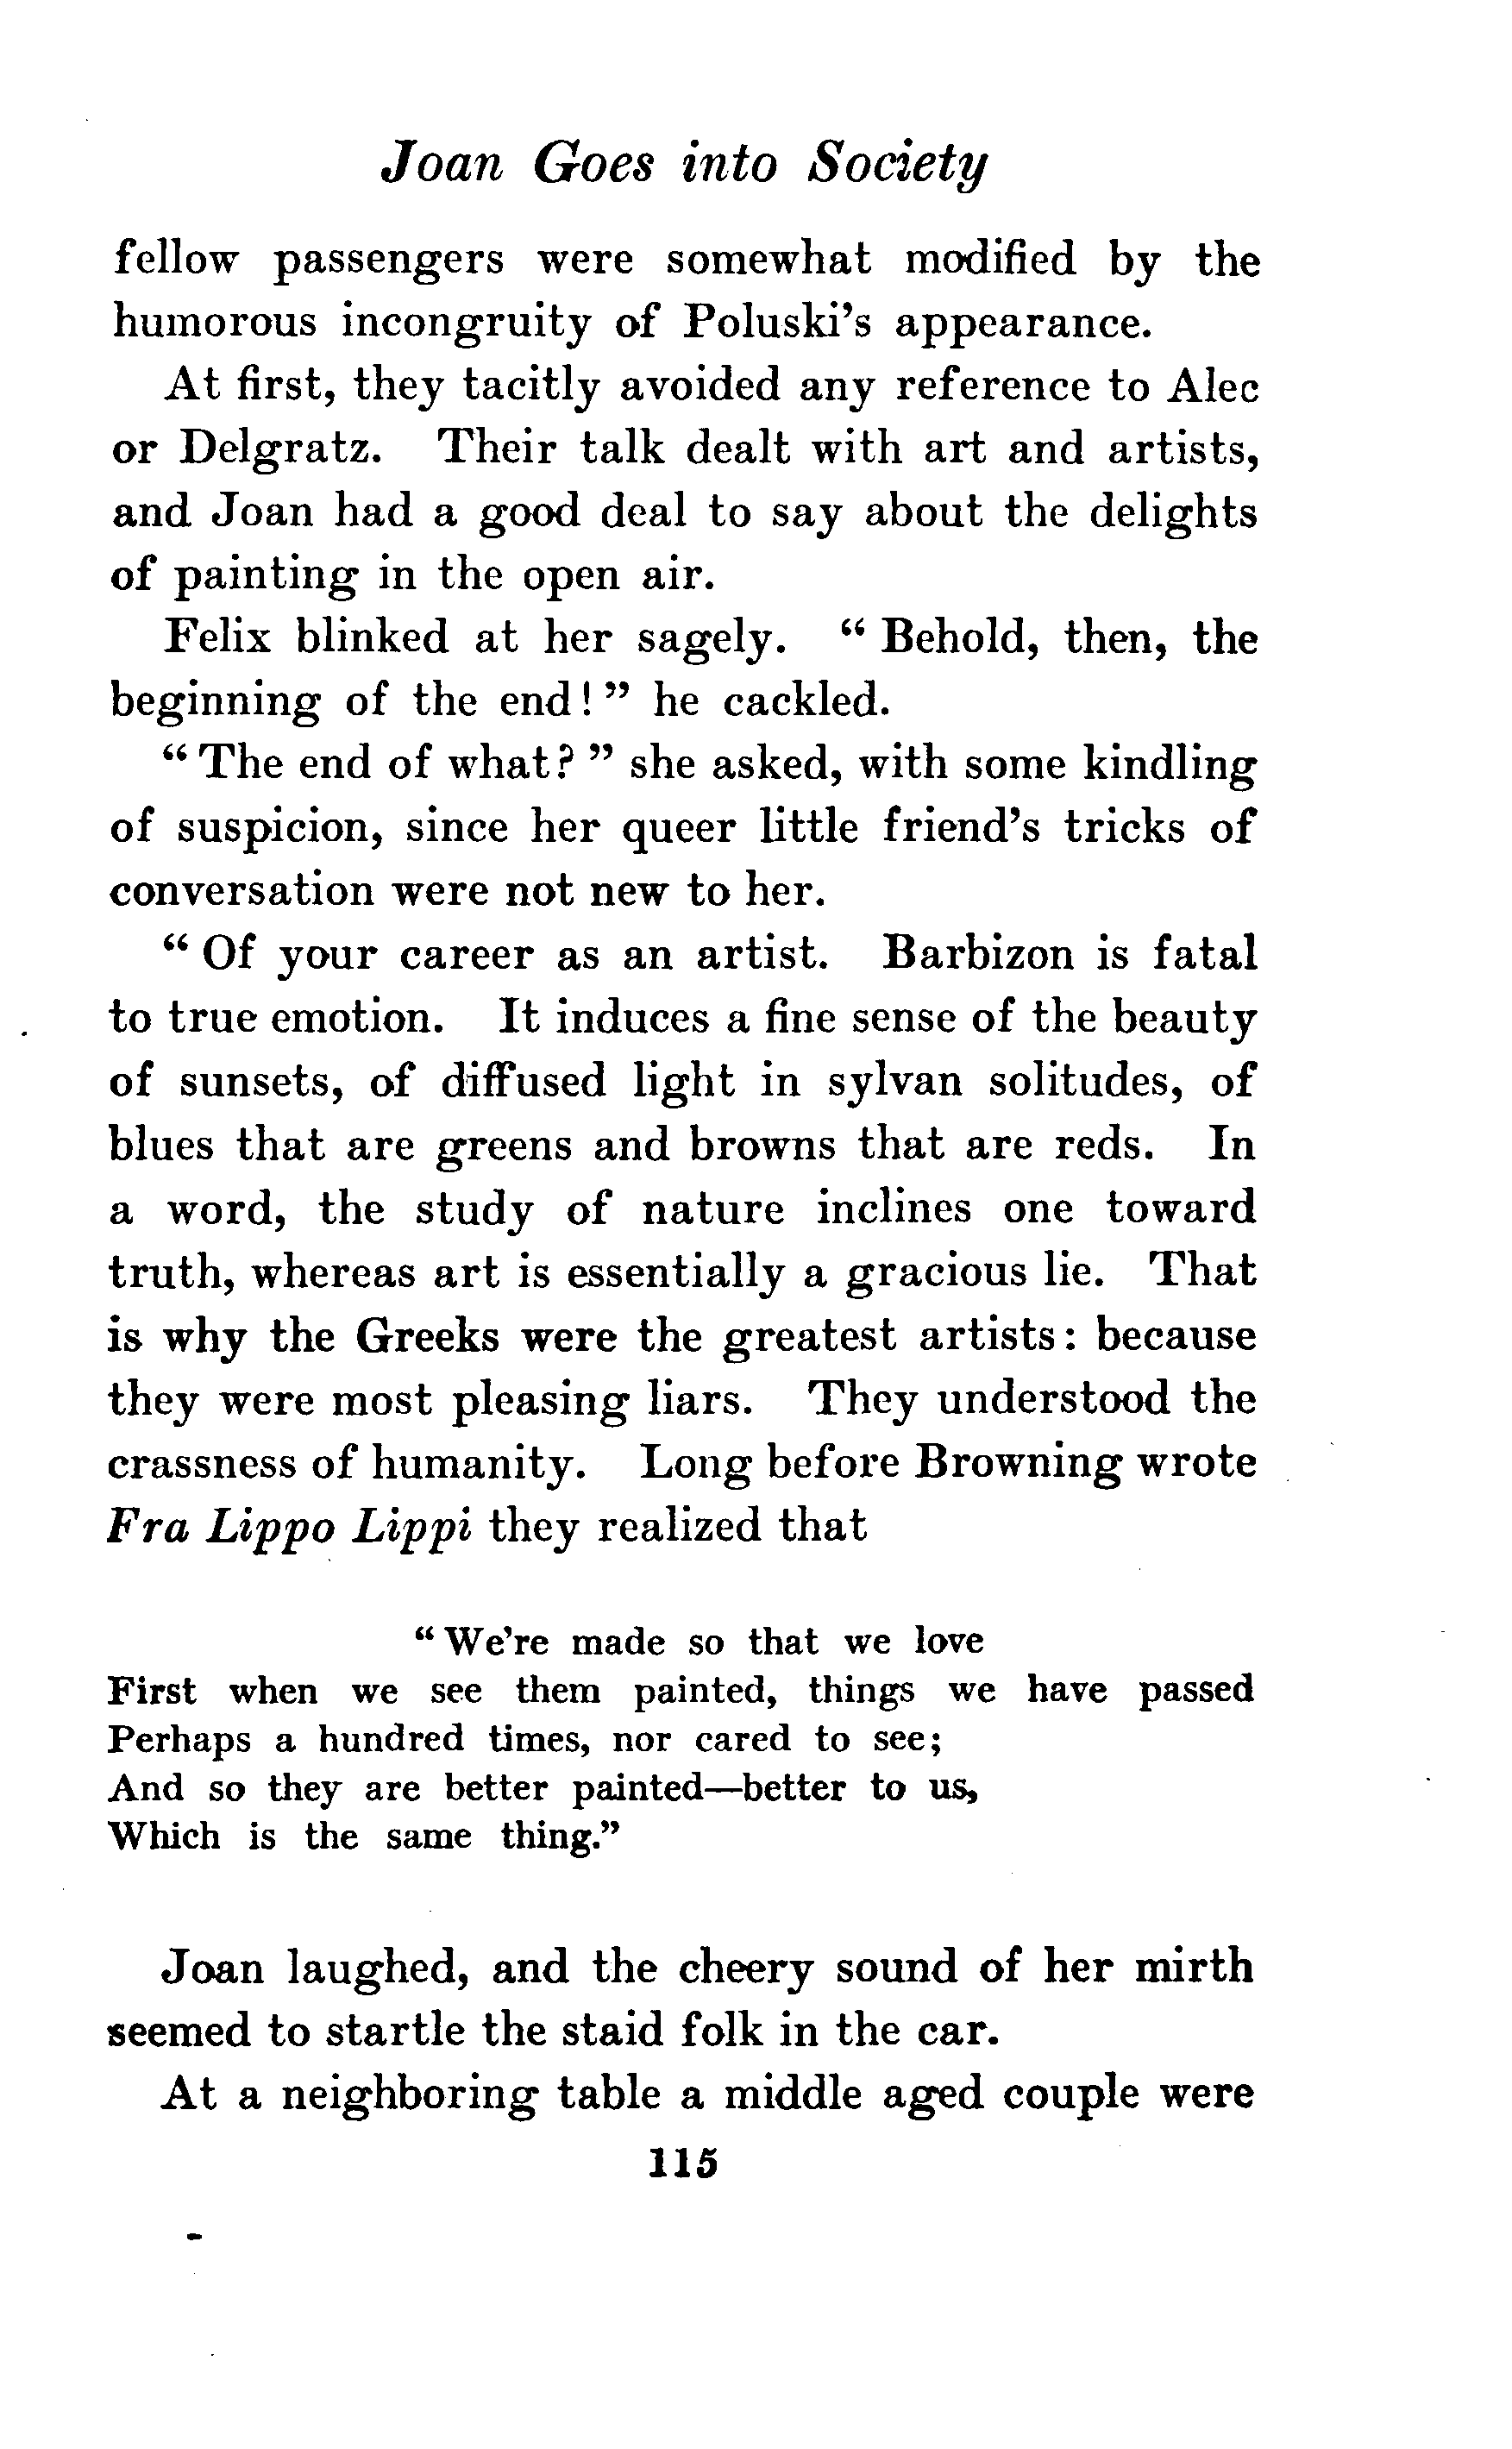 Joan Goes into Society
fellow passengers were somewhat modified by the
humorous incongruity of Poluski's appearance.
At first, they tacitly avoided any reference to Alec
or Delgratz. Their talk dealt with art and artists,
and Joan had a good deal to say about the delights
of painting in the open air.
Felix blinked at her sagely. " Behold, then, the
beginning of the end! " he cackled.
" The end of what? " she asked, with some kindling
of suspicion, since her queer little friend's tricks of
conversation were not new to her.
" Of your career as an artist. Barbizon is fatal
to true emotion. It induces a fine sense of the beauty
of sunsets, of diffused light in sylvan solitudes, of
blues that are greens and browns that are reds. In
a word, the study of nature inclines one toward
truth, whereas art is essentially a gracious lie. That
is why the Greeks were the greatest artists: because
they were most pleasing liars. They understood the
crassness of humanity. Long before Browning wrote
Fra Lippo Lippi they realized that
" We're made so that we love
First when we see them painted, things we have passed
Perhaps a hundred times, nor cared to see;
And so they are better painted—better to us,
Which is the same thing."
Joan laughed, and the cheery sound of her mirth
seemed to startle the staid folk in the car.
At a neighboring table a middle aged couple were
115